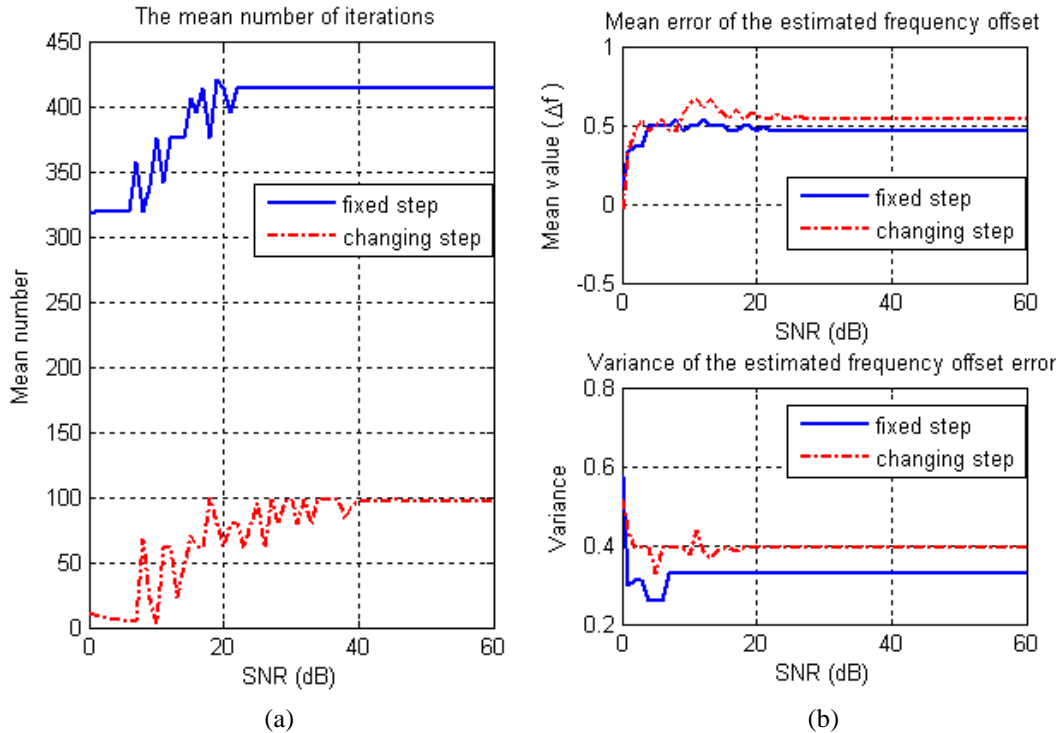 The mean number of iterations
450
400
350
300
250
200
150
100
50
0
Mean number
fixed step
changing step
0
20
40
60
SNR (dB)
(a)
Mean error of the estimated frequency offset
1
0.5
0
-0.5
Mean value (Δf)
fixed step
changing step
0
20
40
60
SNR (dB)
Variance of the estimated frequency offset error
0.8
0.6
0.4
0.2
Variance
fixed step
changing step
0
20
40
60
SNR (dB)
(b)